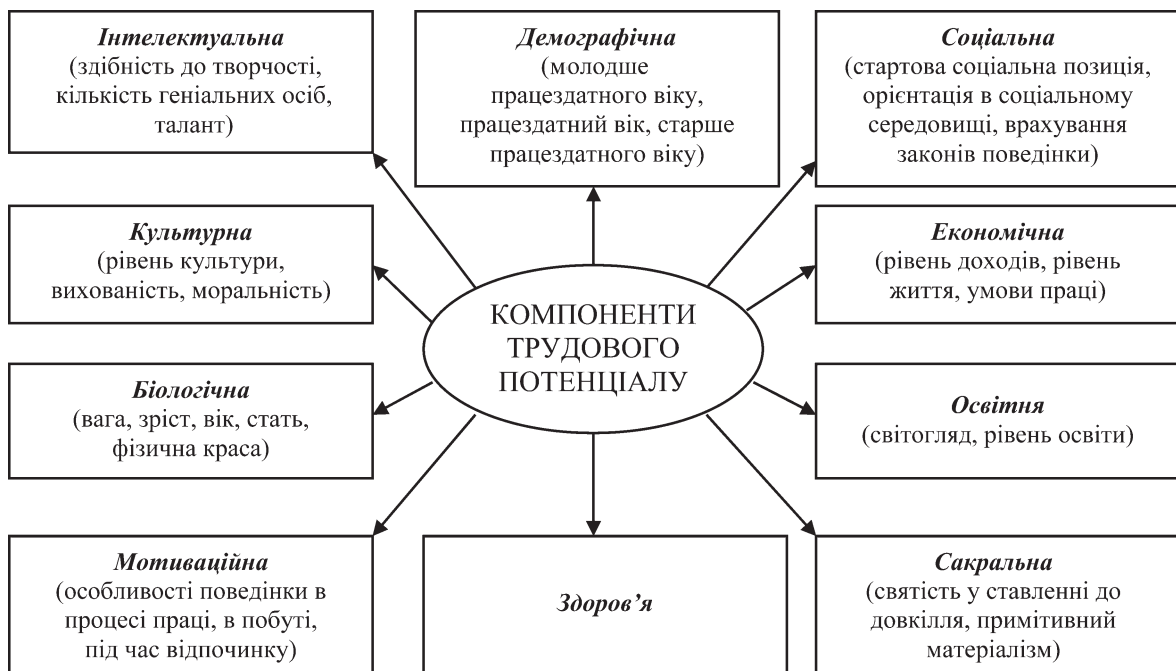 Інтелектуальна
(здібність до творчості,
кількість геніальних осіб,
талант)
Демографічна
(молодше
працездатного віку,
працездатний вік, старше
працездатного віку)
Соціальна
(стартова соціальна позиція,
орієнтація в соціальному
середовищі, врахування
законів поведінки)
Культурна
(рівень культури,
вихованість, моральність)
КОМПОНЕНТИ
ТРУДОВОГО
ПОТЕНЦІАЛУ
Економічна
(рівень доходів, рівень
життя, умови праці)
Біологічна
(вага, зріст, вік, стать,
фізична краса)
Освітня
(світогляд, рівень освіти)
Мотиваційна
(особливості поведінки в
процесі праці, в побуті,
під час відпочинку)
Здоров’я
Сакральна
(святість у ставленні до
довкілля, примітивний
матеріалізм)